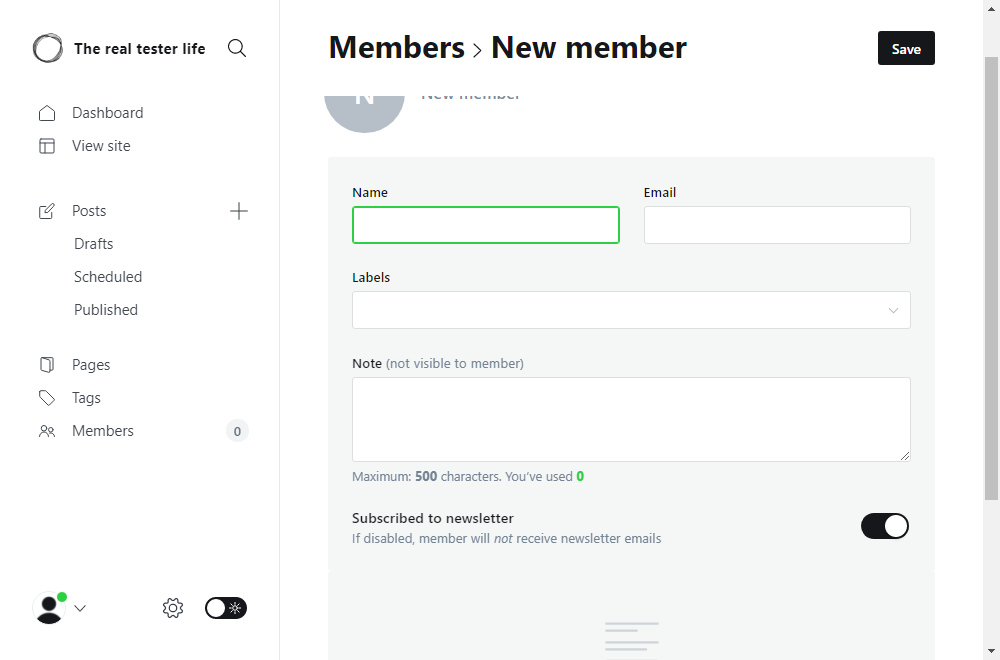 The real tester life
Members > New member
Save
N
New member
Dashboard
View site
Posts
Drafts
Scheduled
Published
Pages
Tags
Members
0
Name
Email
Labels
Note (not visible to member)
Maximum: 500 characters. You've used 0
Subscribed to newsletter
If disabled, member will not receive newsletter emails